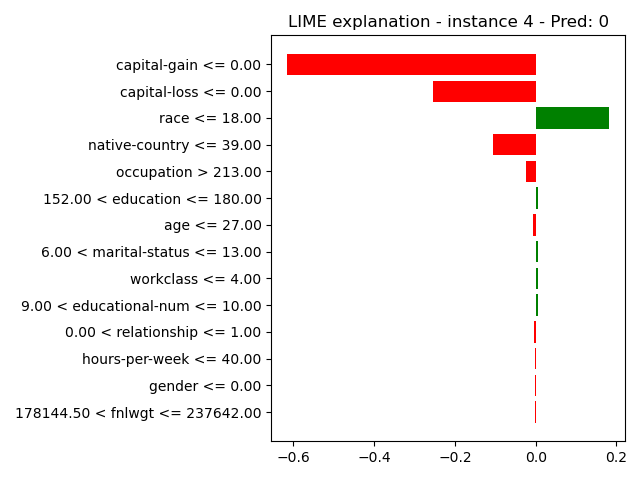 LIME explanation - instance 4 - Pred: 0
capital-gain <= 0.00
capital-loss <= 0.00
race <= 18.00
native-country <= 39.00
occupation > 213.00
152.00 < education <= 180.00
age <= 27.00
6.00 < marital-status <= 13.00
workclass <= 4.00
9.00 < educational-num <= 10.00
0.00 < relationship <= 1.00
hours-per-week <= 40.00
gender <= 0.00
178144.50 < fnlwgt <= 237642.00
−0.6 −0.4 −0.2 0.0 0.2